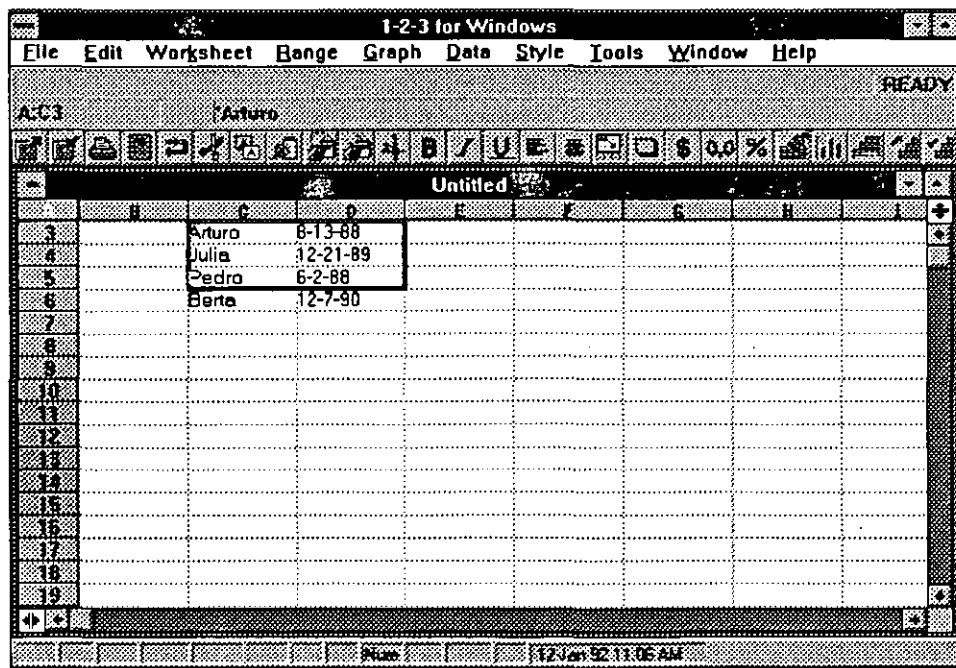 1-2-3 for Windows
File Edit Worksheet Range Graph Data Style Tools Window Help
READY
A:C3 'Arturo
B I U $ 0,0 %
Untitled
A B C D E F G H I
3 Arturo 8-13-88
4 Julia 12-21-89
5 Pedro 6-2-88
6 Berta 12-7-90
7
8
9
10
11
12
13
14
15
16
17
18
19
Num 12-Jan-92 11:06 AM